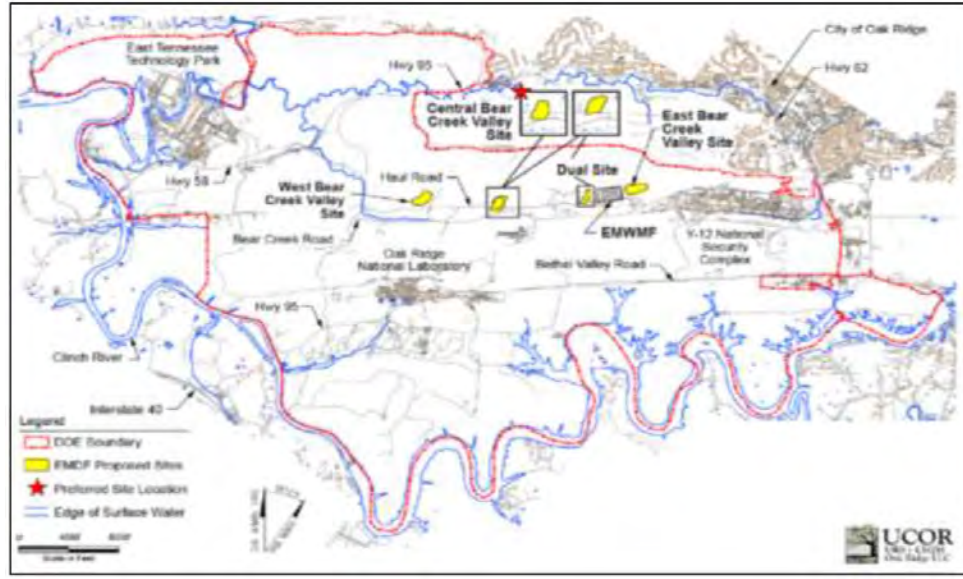 East Tennessee
Technology Park
Hwy 95
City of Oak Ridge
Hwy 62
Central Bear
Creek Valley
Site
East Bear
Creek
Valley Site
Hwy 58
West Bear
Creek Valley
Site
Haul Road
Dual Site
EMWMF
Y-12 National
Security
Complex
Bear Creek Road
Oak Ridge
National Laboratory
Bethel Valley Road
Hwy 95
Clinch River
Interstate 40
Legend
DOE Boundary
EMDF Proposed Sites
Preferred Site Location
Edge of Surface Water
UCOR